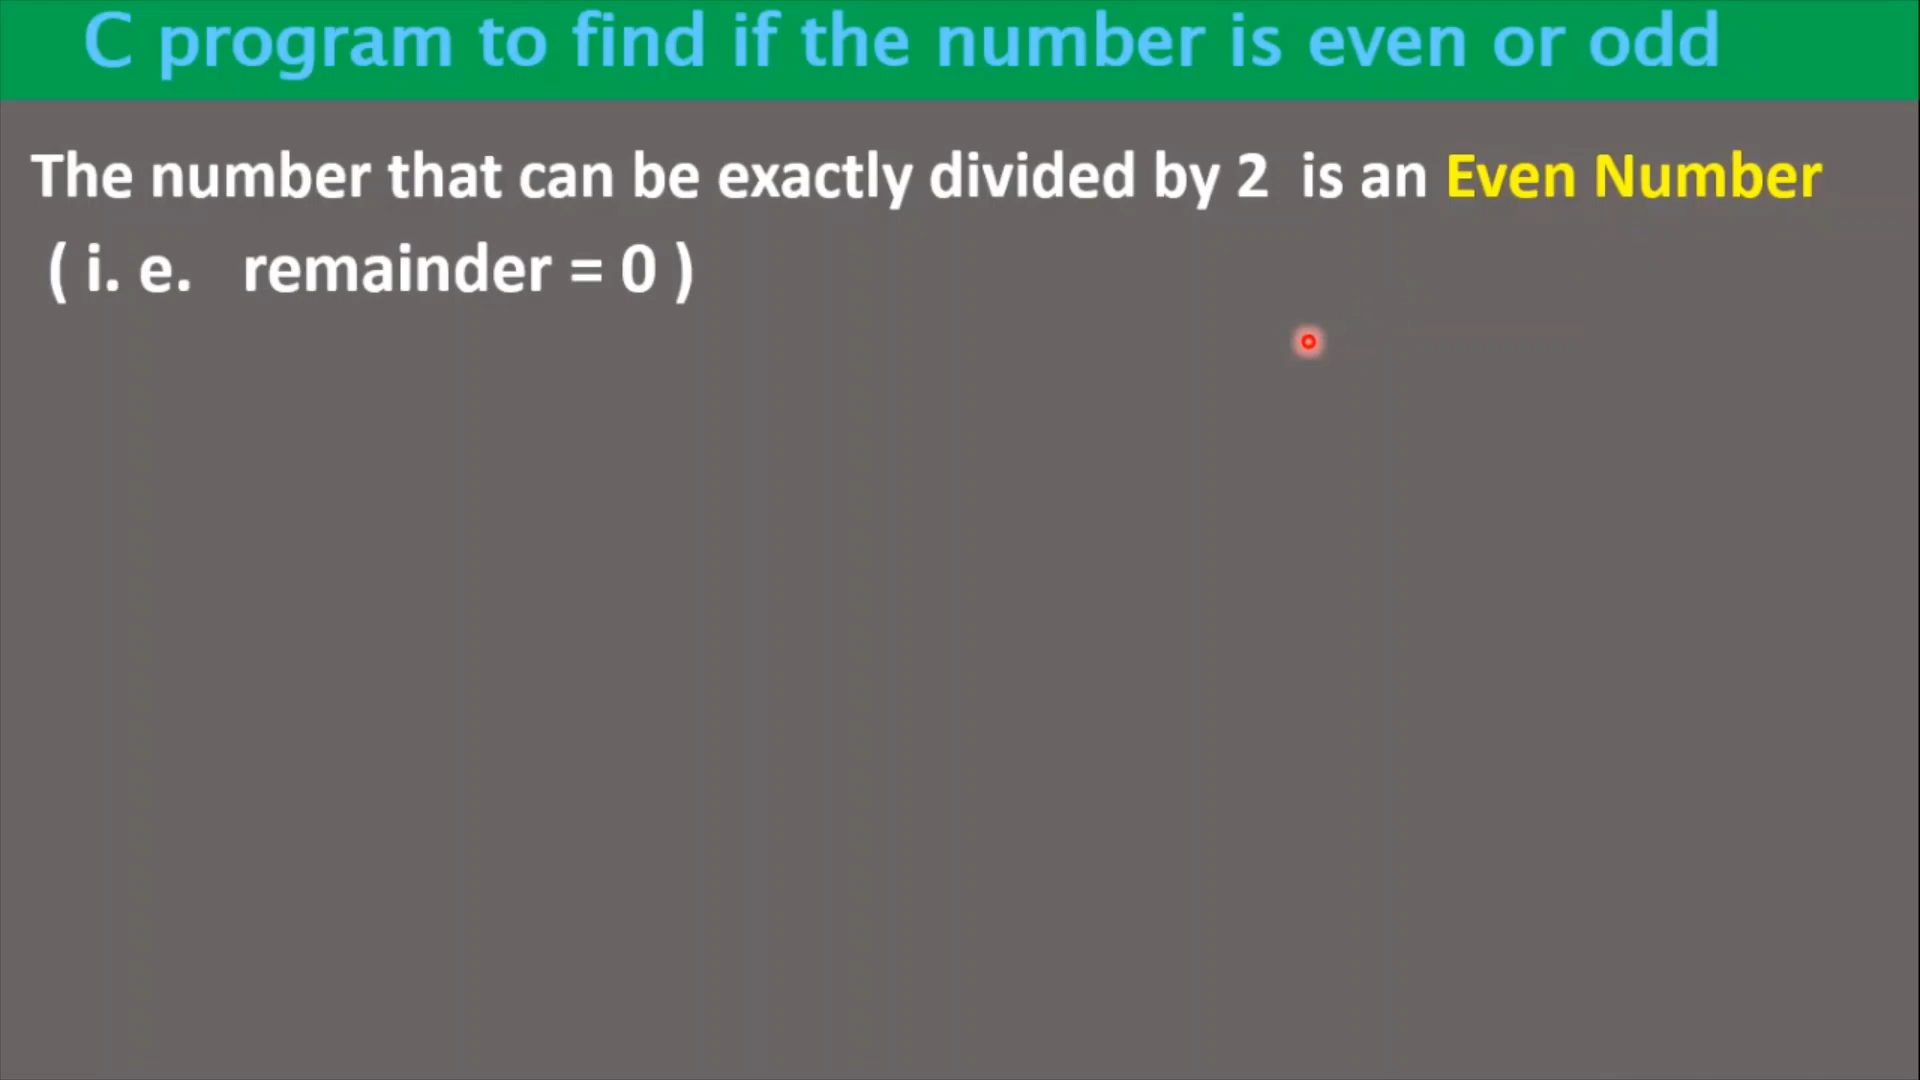 C program to find if the number is even or odd
The number that can be exactly divided by 2 is an Even Number
( i. e. remainder = 0 )